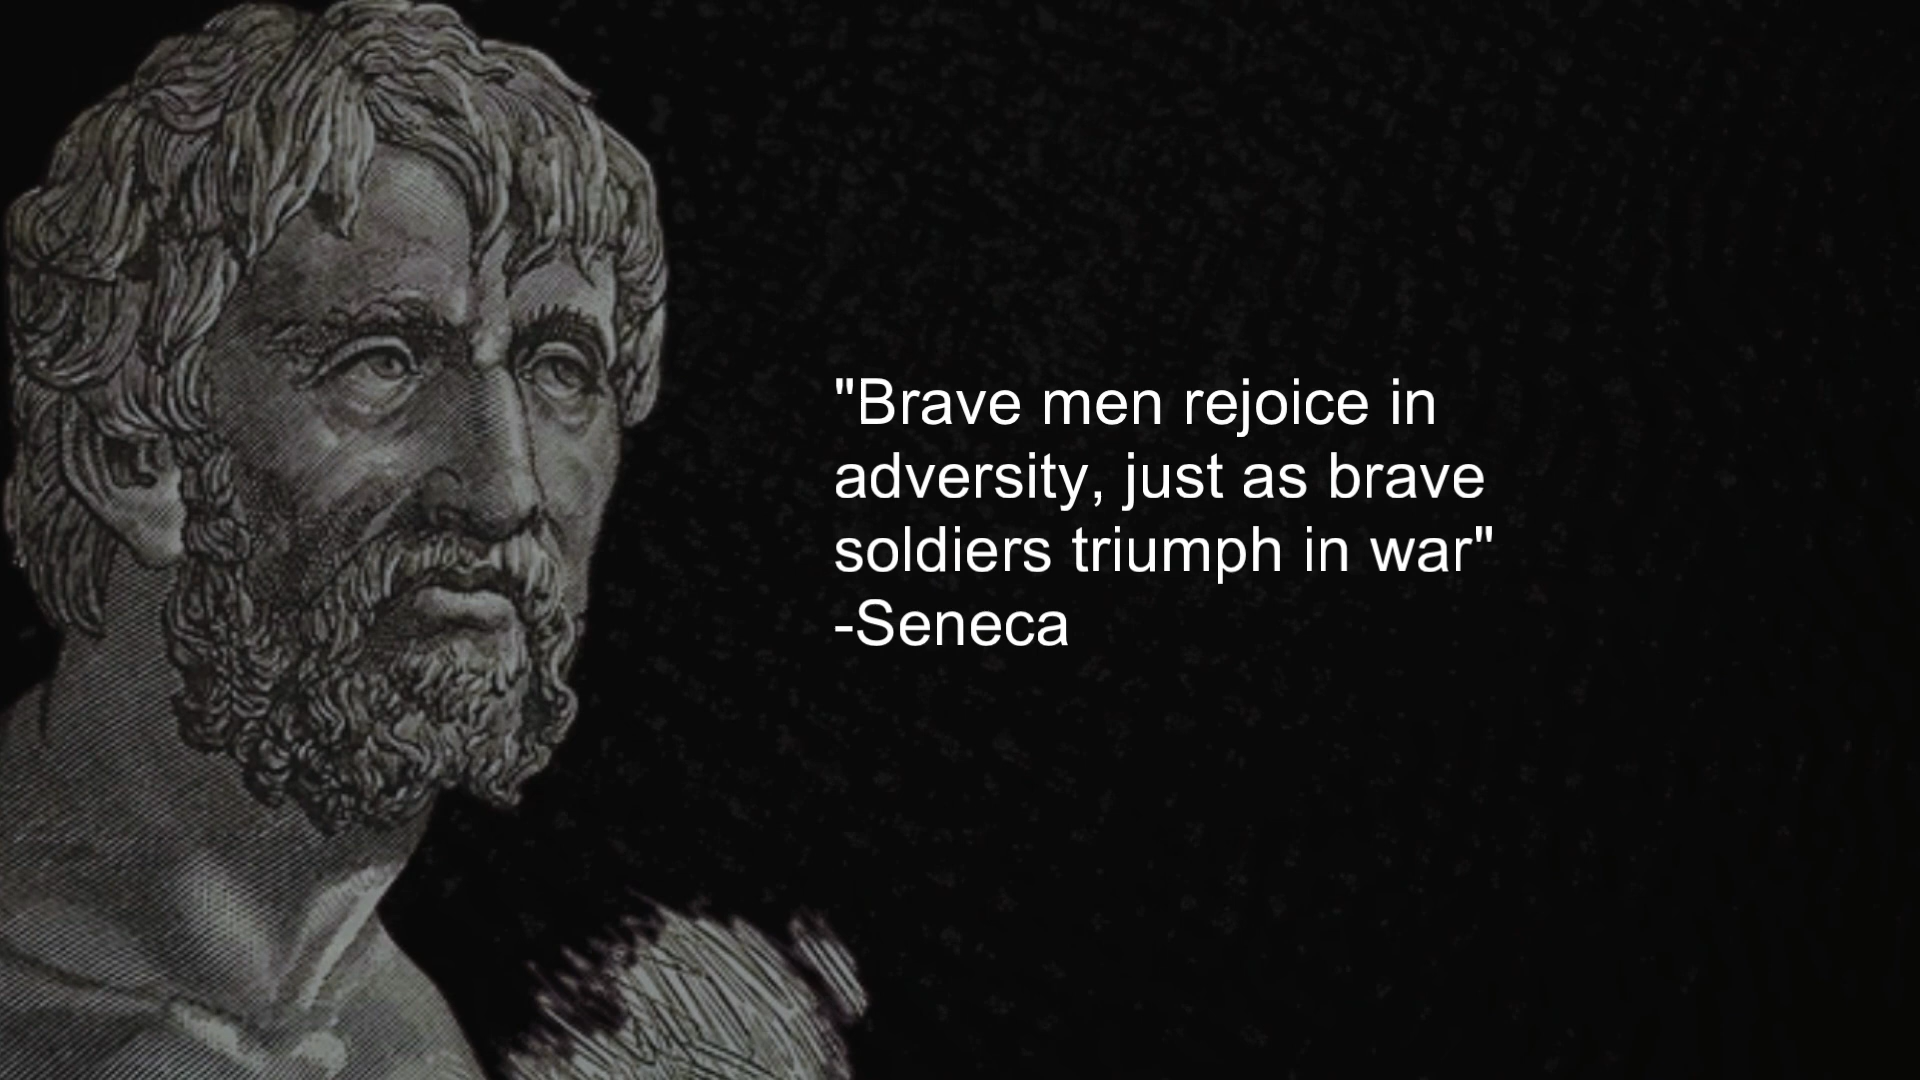 "Brave men rejoice in
adversity, just as brave
soldiers triumph in war"
-Seneca